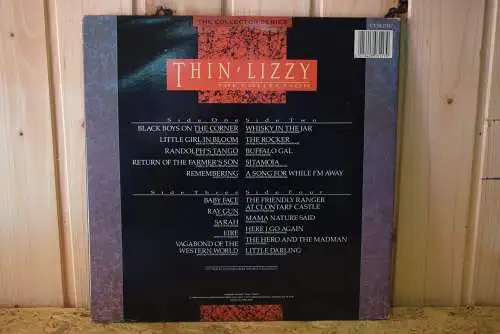 THE COLLECTOR SERIES
THIN LIZZY
THE COLLECTION
Side One
BLACK BOYS ON THE CORNER
LITTLE GIRL IN BLOOM
RANDOLPH'S TANGO
RETURN OF THE FARMER'S SON
REMEMBERING
Side Two
WHISKY IN THE JAR
THE ROCKER
BUFFALO GAL
SITAMOIA
A SONG FOR WHILE I'M AWAY
Side Three
BABY FACE
RAY GUN
SARAH
EIRE
VAGABOND OF THE
WESTERN WORLD
Side Four
THE FRIENDLY RANGER
AT CLONTARF CASTLE
MAMA NATURE SAID
HERE I GO AGAIN
THE HERO AND THE MADMAN
LITTLE DARLING